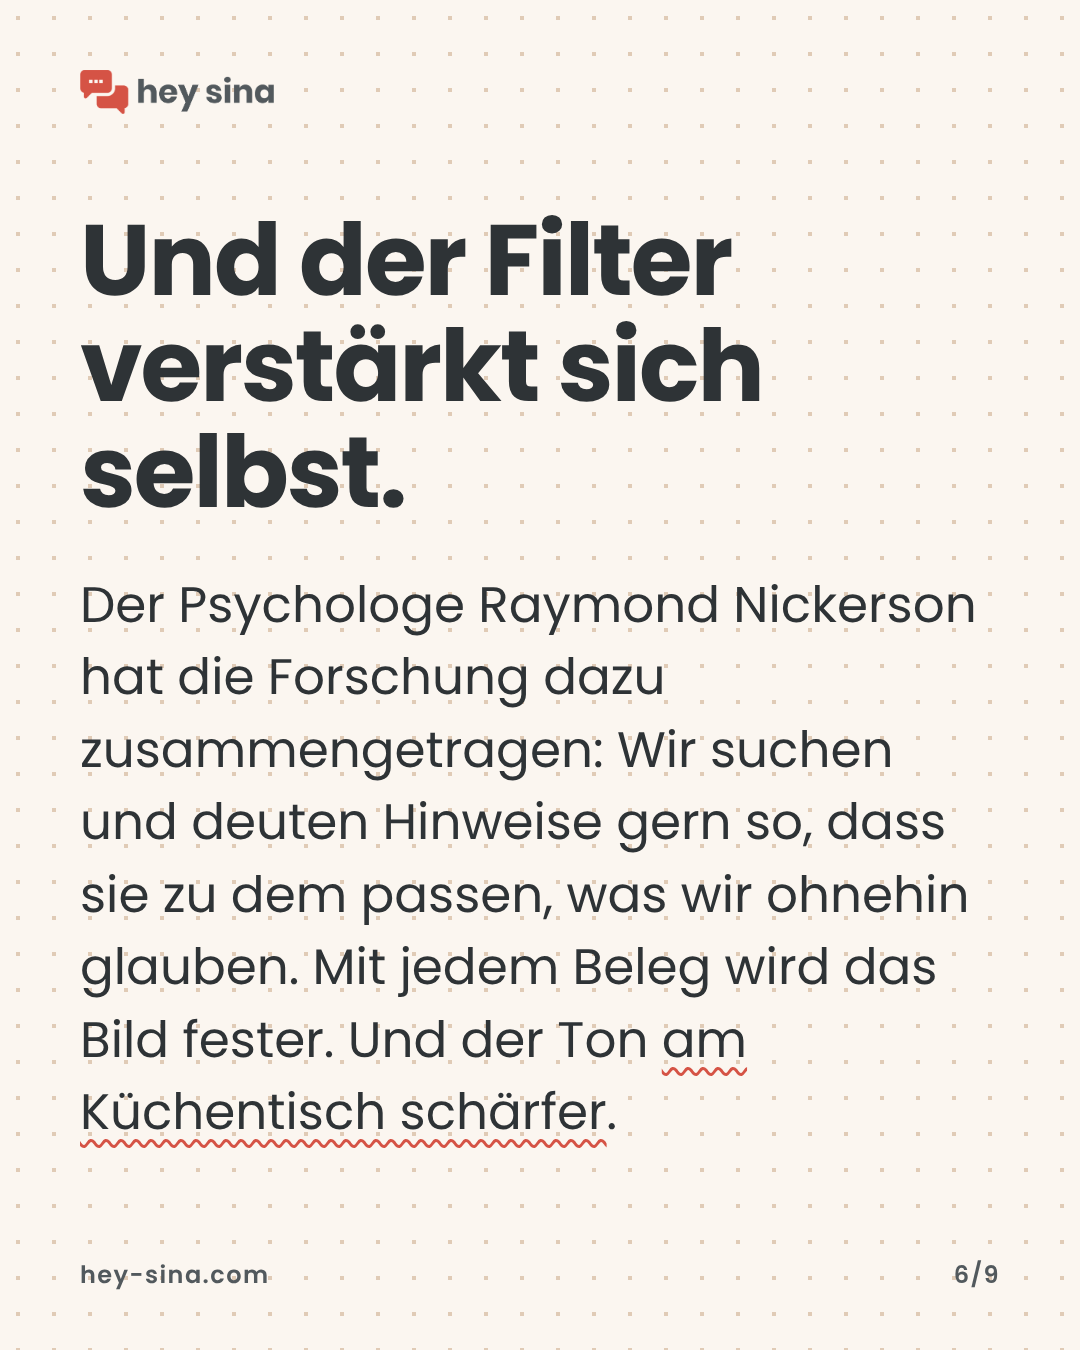 hey sina
Und der Filter
verstärkt sich
selbst.
Der Psychologe Raymond Nickerson
hat die Forschung dazu
zusammengetragen: Wir suchen
und deuten Hinweise gern so, dass
sie zu dem passen, was wir ohnehin
glauben. Mit jedem Beleg wird das
Bild fester. Und der Ton am
Küchentisch schärfer.
hey-sina.com
6/9